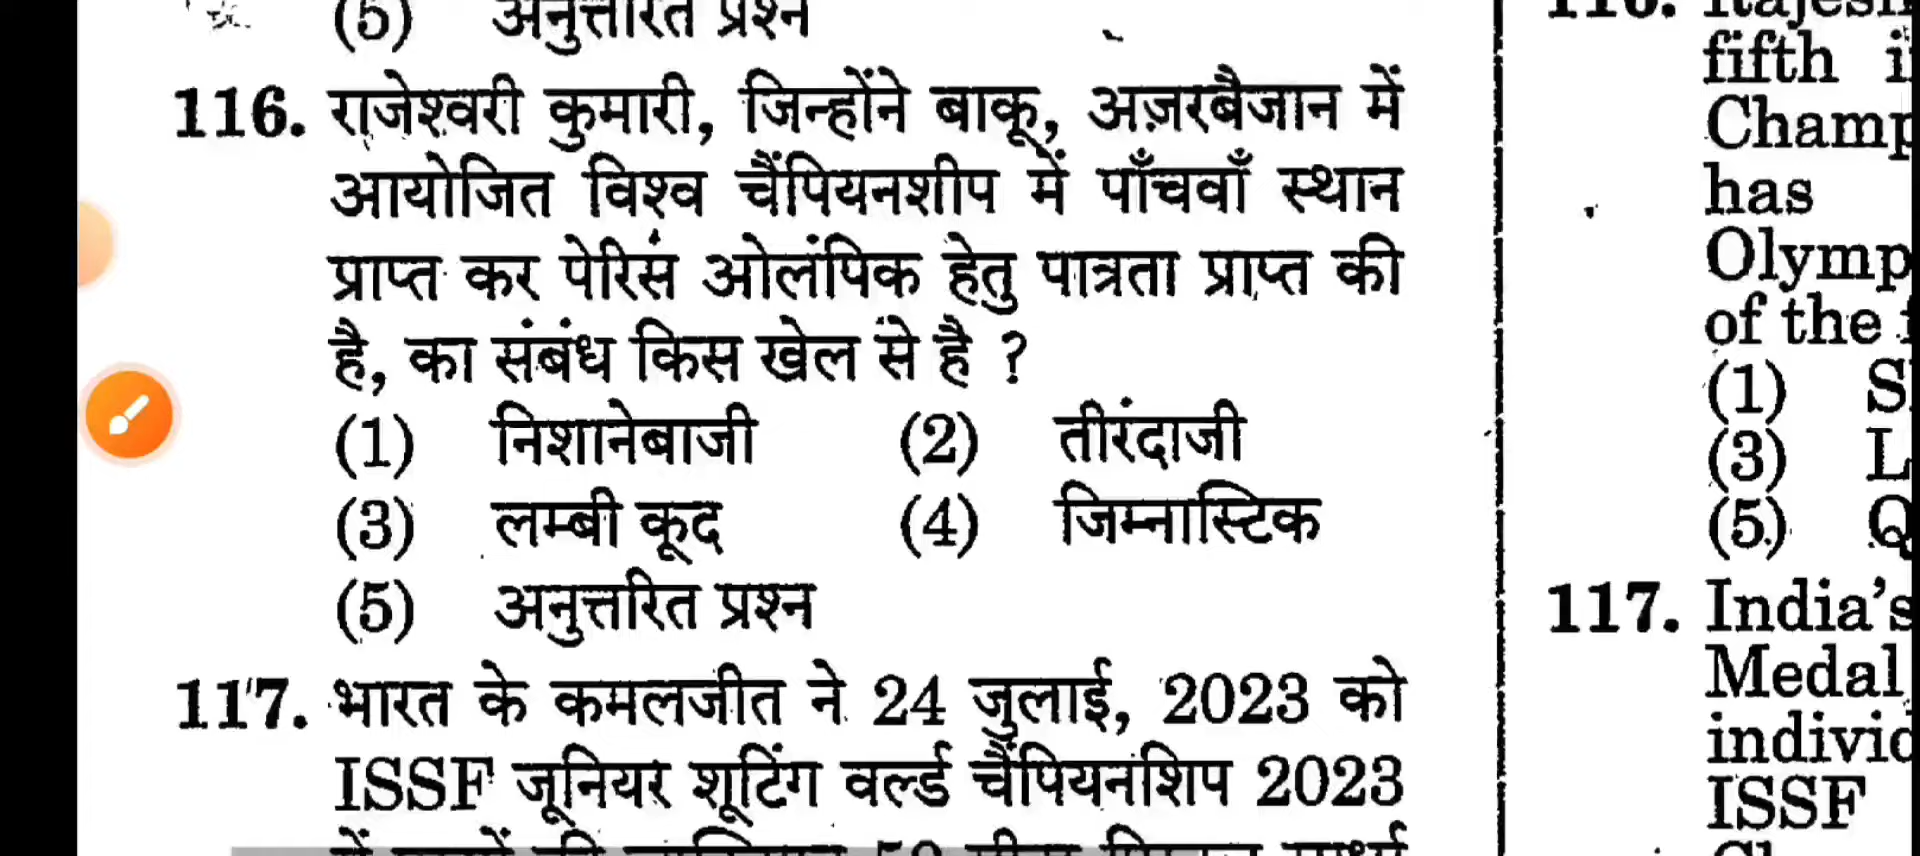 (5) अनुत्तरित प्रश्न
116. राजेश्वरी कुमारी, जिन्होंने बाकू, अज़रबैजान में
आयोजित विश्व चैंपियनशीप में पाँचवाँ स्थान
प्राप्त कर पेरिस ओलंपिक हेतु पात्रता प्राप्त की
है, का संबंध किस खेल से है ?
(1) निशानेबाजी (2) तीरंदाजी
(3) लम्बी कूद (4) जिम्नास्टिक
(5) अनुत्तरित प्रश्न
117. भारत के कमलजीत ने 24 जुलाई, 2023 को
ISSF जूनियर शूटिंग वर्ल्ड चैंपियनशिप 2023
116.
fifth
Champ
has
Olymp
of the
(1) S
(3) L
(5) Q
117. India's
Medal
individ
ISSF